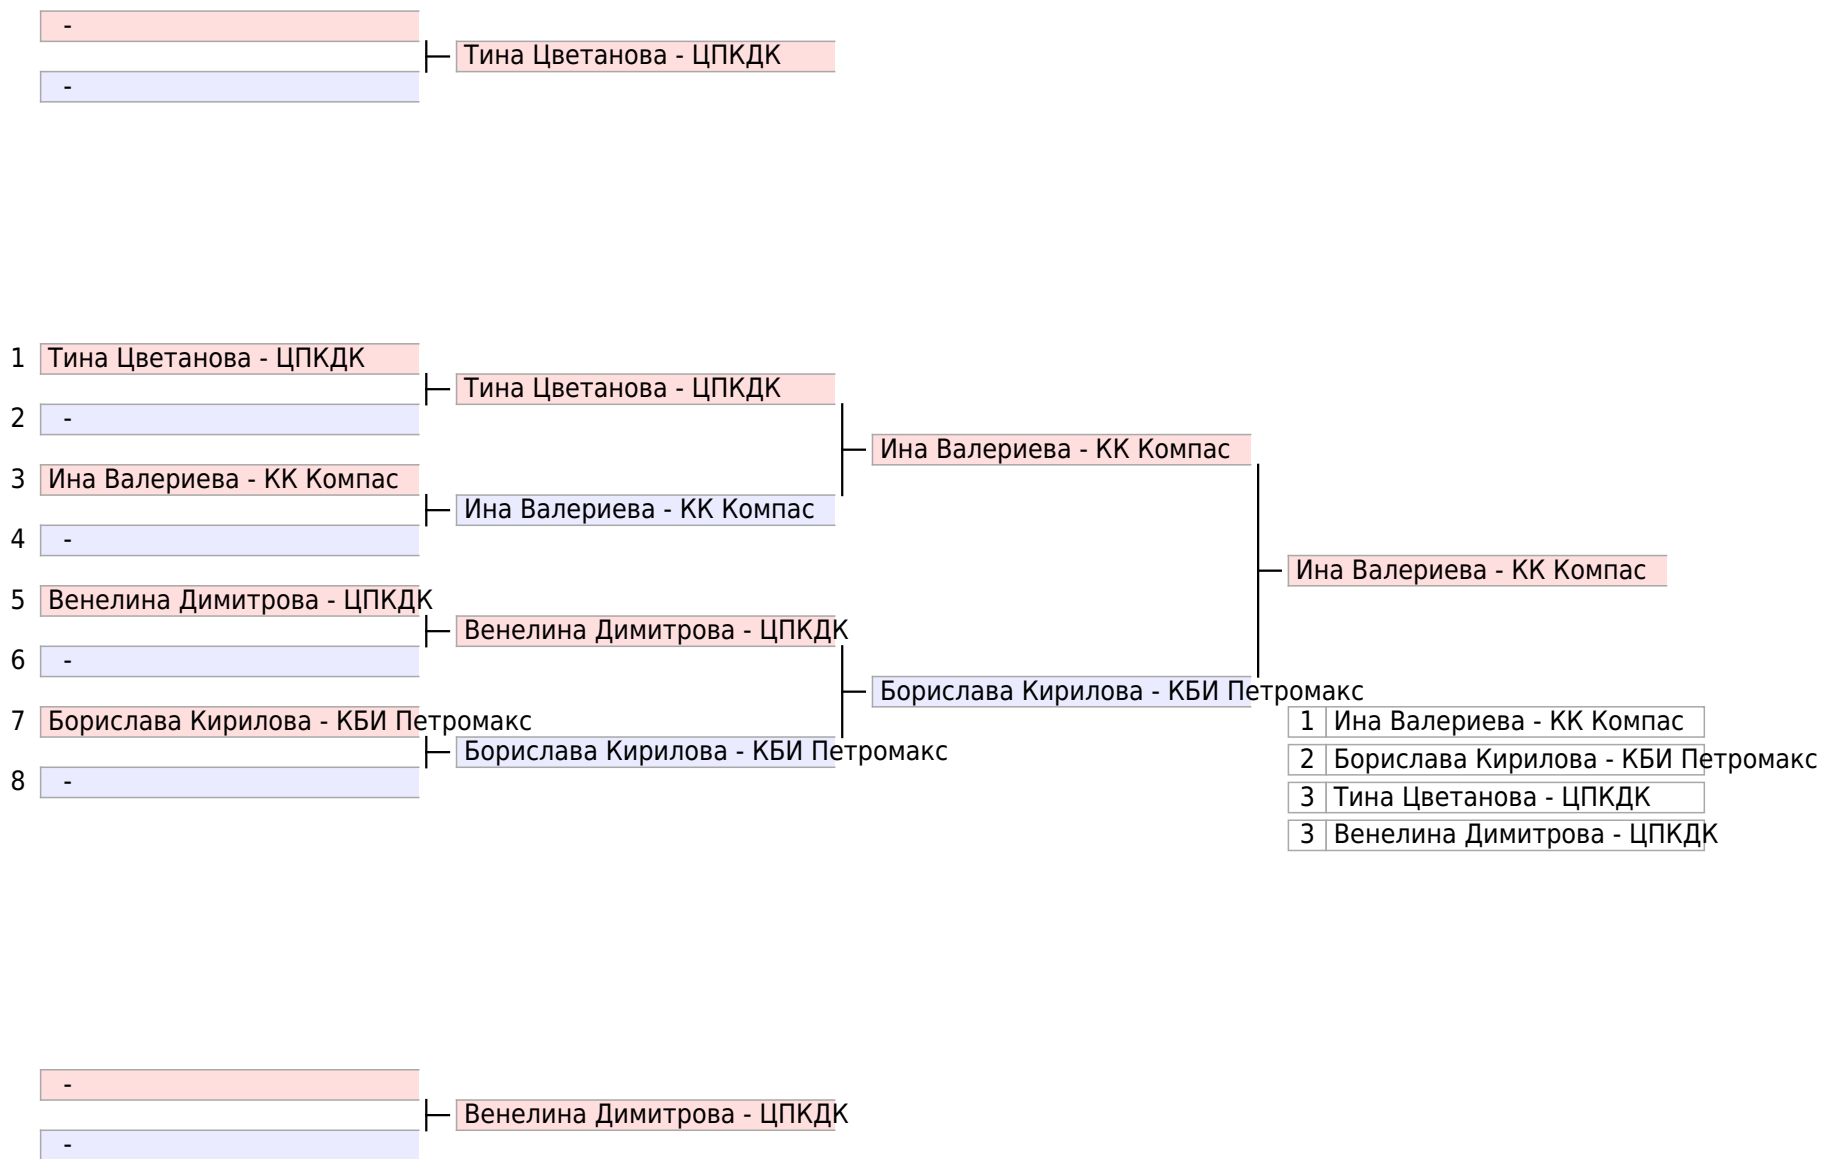 -
Тина Цветанова - ЦПКДК
-
1 Тина Цветанова - ЦПКДК
Тина Цветанова - ЦПКДК
2 -
Ина Валериева - КК Компас
3 Ина Валериева - КК Компас
Ина Валериева - КК Компас
4 -
Ина Валериева - КК Компас
5 Венелина Димитрова - ЦПКДК
Венелина Димитрова - ЦПКДК
6 -
Борислава Кирилова - КБИ Петромакс
7 Борислава Кирилова - КБИ Петромакс
Борислава Кирилова - КБИ Петромакс
8 -
1 Ина Валериева - КК Компас
2 Борислава Кирилова - КБИ Петромакс
3 Тина Цветанова - ЦПКДК
3 Венелина Димитрова - ЦПКДК
-
Венелина Димитрова - ЦПКДК
-